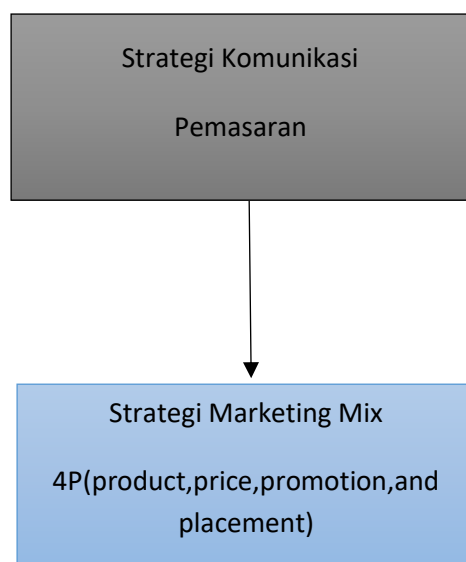 Strategi Komunikasi
Pemasaran
Strategi Marketing Mix
4P(product,price,promotion,and
placement)